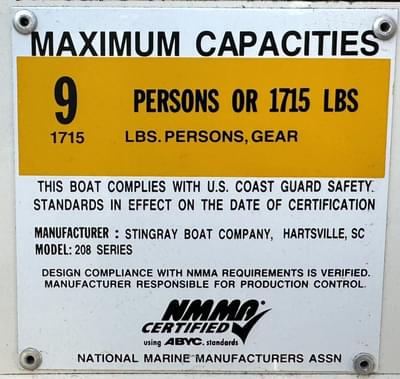 MAXIMUM CAPACITIES
9 PERSONS OR 1715 LBS
1715 LBS. PERSONS, GEAR
THIS BOAT COMPLIES WITH U.S. COAST GUARD SAFETY
STANDARDS IN EFFECT ON THE DATE OF CERTIFICATION
MANUFACTURER : STINGRAY BOAT COMPANY, HARTSVILLE, SC
MODEL: 208 SERIES
DESIGN COMPLIANCE WITH NMMA REQUIREMENTS IS VERIFIED.
MANUFACTURER RESPONSIBLE FOR PRODUCTION CONTROL.
NMMA
CERTIFIED
using ABYC. standards
NATIONAL MARINE MANUFACTURERS ASSN